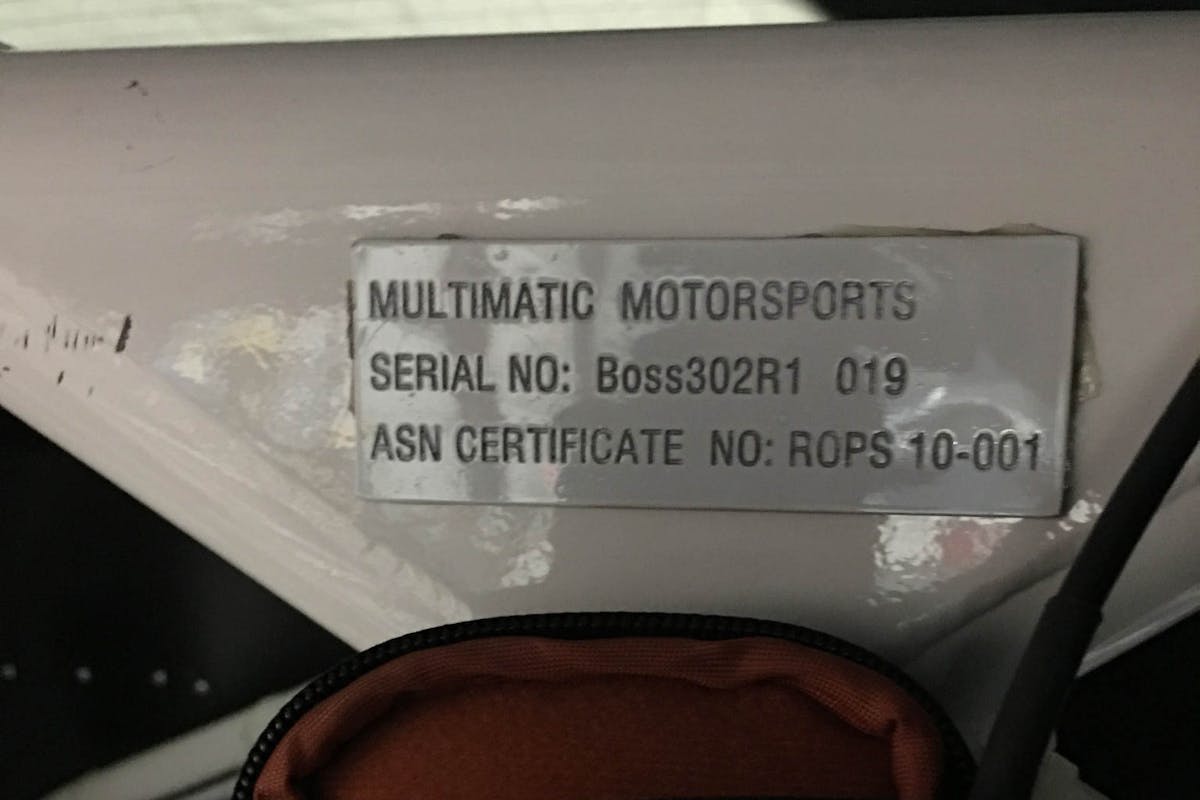 MULTIMATIC MOTORSPORTS
SERIAL NO: Boss302R1 019
ASN CERTIFICATE NO: ROPS 10-001